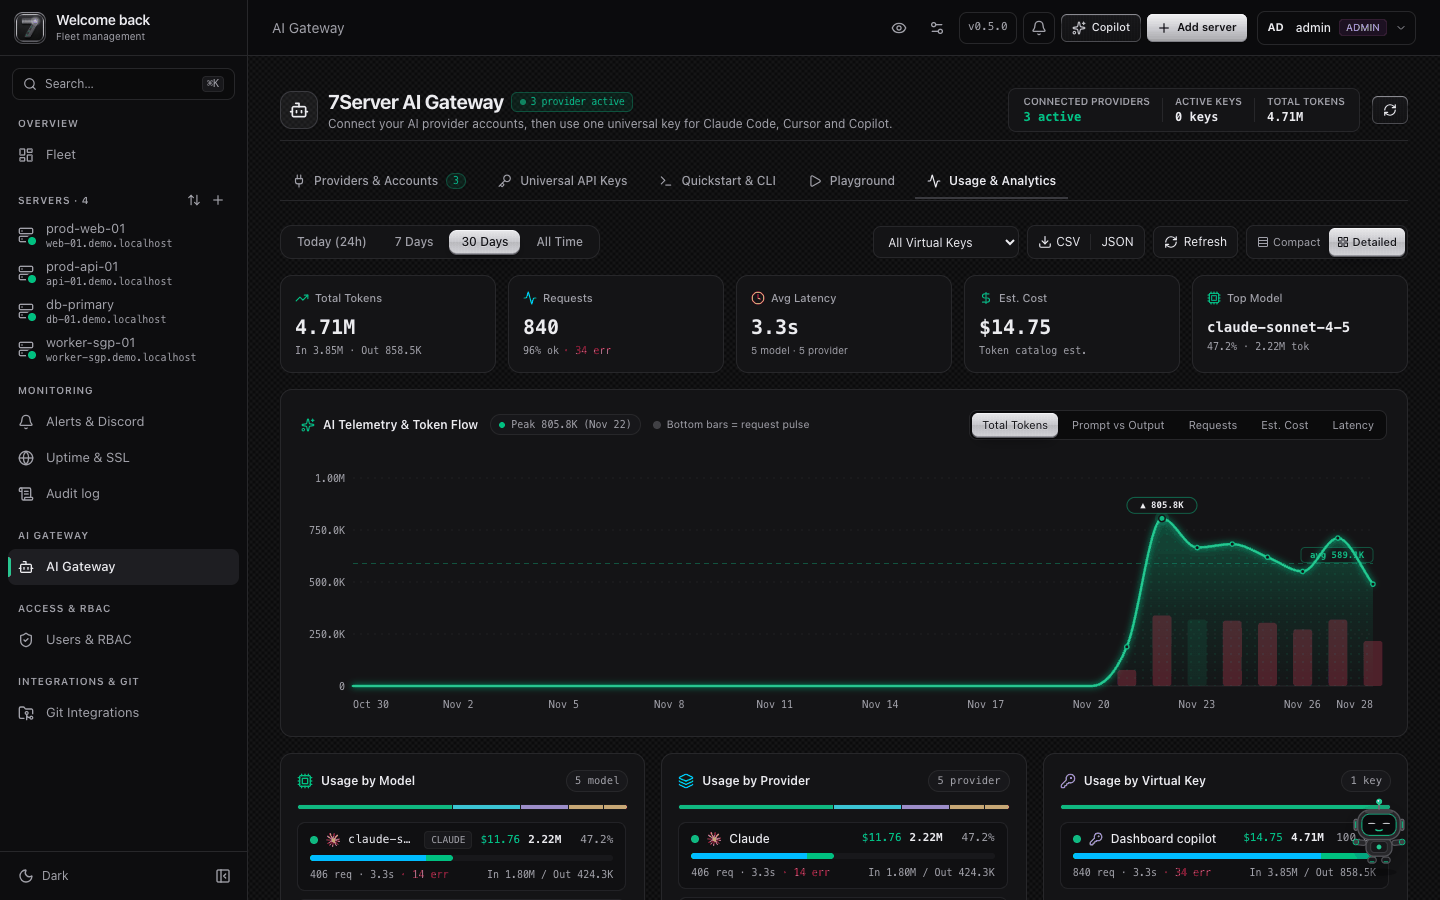 Welcome back
Fleet management
Search...
⌘K
OVERVIEW
Fleet
SERVERS · 4
prod-web-01
web-01.demo.localhost
prod-api-01
api-01.demo.localhost
db-primary
db-01.demo.localhost
worker-sgp-01
worker-sgp.demo.localhost
MONITORING
Alerts & Discord
Uptime & SSL
Audit log
AI GATEWAY
AI Gateway
ACCESS & RBAC
Users & RBAC
INTEGRATIONS & GIT
Git Integrations
Dark
AI Gateway
v0.5.0
Copilot
Add server
AD admin ADMIN
7Server AI Gateway
3 provider active
Connect your AI provider accounts, then use one universal key for Claude Code, Cursor and Copilot.
CONNECTED PROVIDERS
3 active
ACTIVE KEYS
0 keys
TOTAL TOKENS
4.71M
Providers & Accounts 3
Universal API Keys
Quickstart & CLI
Playground
Usage & Analytics
Today (24h)
7 Days
30 Days
All Time
All Virtual Keys
CSV
JSON
Refresh
Compact
Detailed
Total Tokens
4.71M
In 3.85M · Out 858.5K
Requests
840
96% ok · 34 err
Avg Latency
3.3s
5 model · 5 provider
Est. Cost
$14.75
Token catalog est.
Top Model
claude-sonnet-4-5
47.2% · 2.22M tok
AI Telemetry & Token Flow
Peak 805.8K (Nov 22)
Bottom bars = request pulse
Total Tokens
Prompt vs Output
Requests
Est. Cost
Latency
1.00M
750.0K
500.0K
250.0K
0
▲ 805.8K
avg 589.1K
Oct 30
Nov 2
Nov 5
Nov 8
Nov 11
Nov 14
Nov 17
Nov 20
Nov 23
Nov 26
Nov 28
Usage by Model
5 model
claude-s… CLAUDE $11.76 2.22M 47.2%
406 req · 3.3s · 14 err
In 1.80M / Out 424.3K
Usage by Provider
5 provider
Claude $11.76 2.22M 47.2%
406 req · 3.3s · 14 err
In 1.80M / Out 424.3K
Usage by Virtual Key
1 key
Dashboard copilot $14.75 4.71M 100
840 req · 3.3s · 34 err
In 3.85M / Out 858.5K